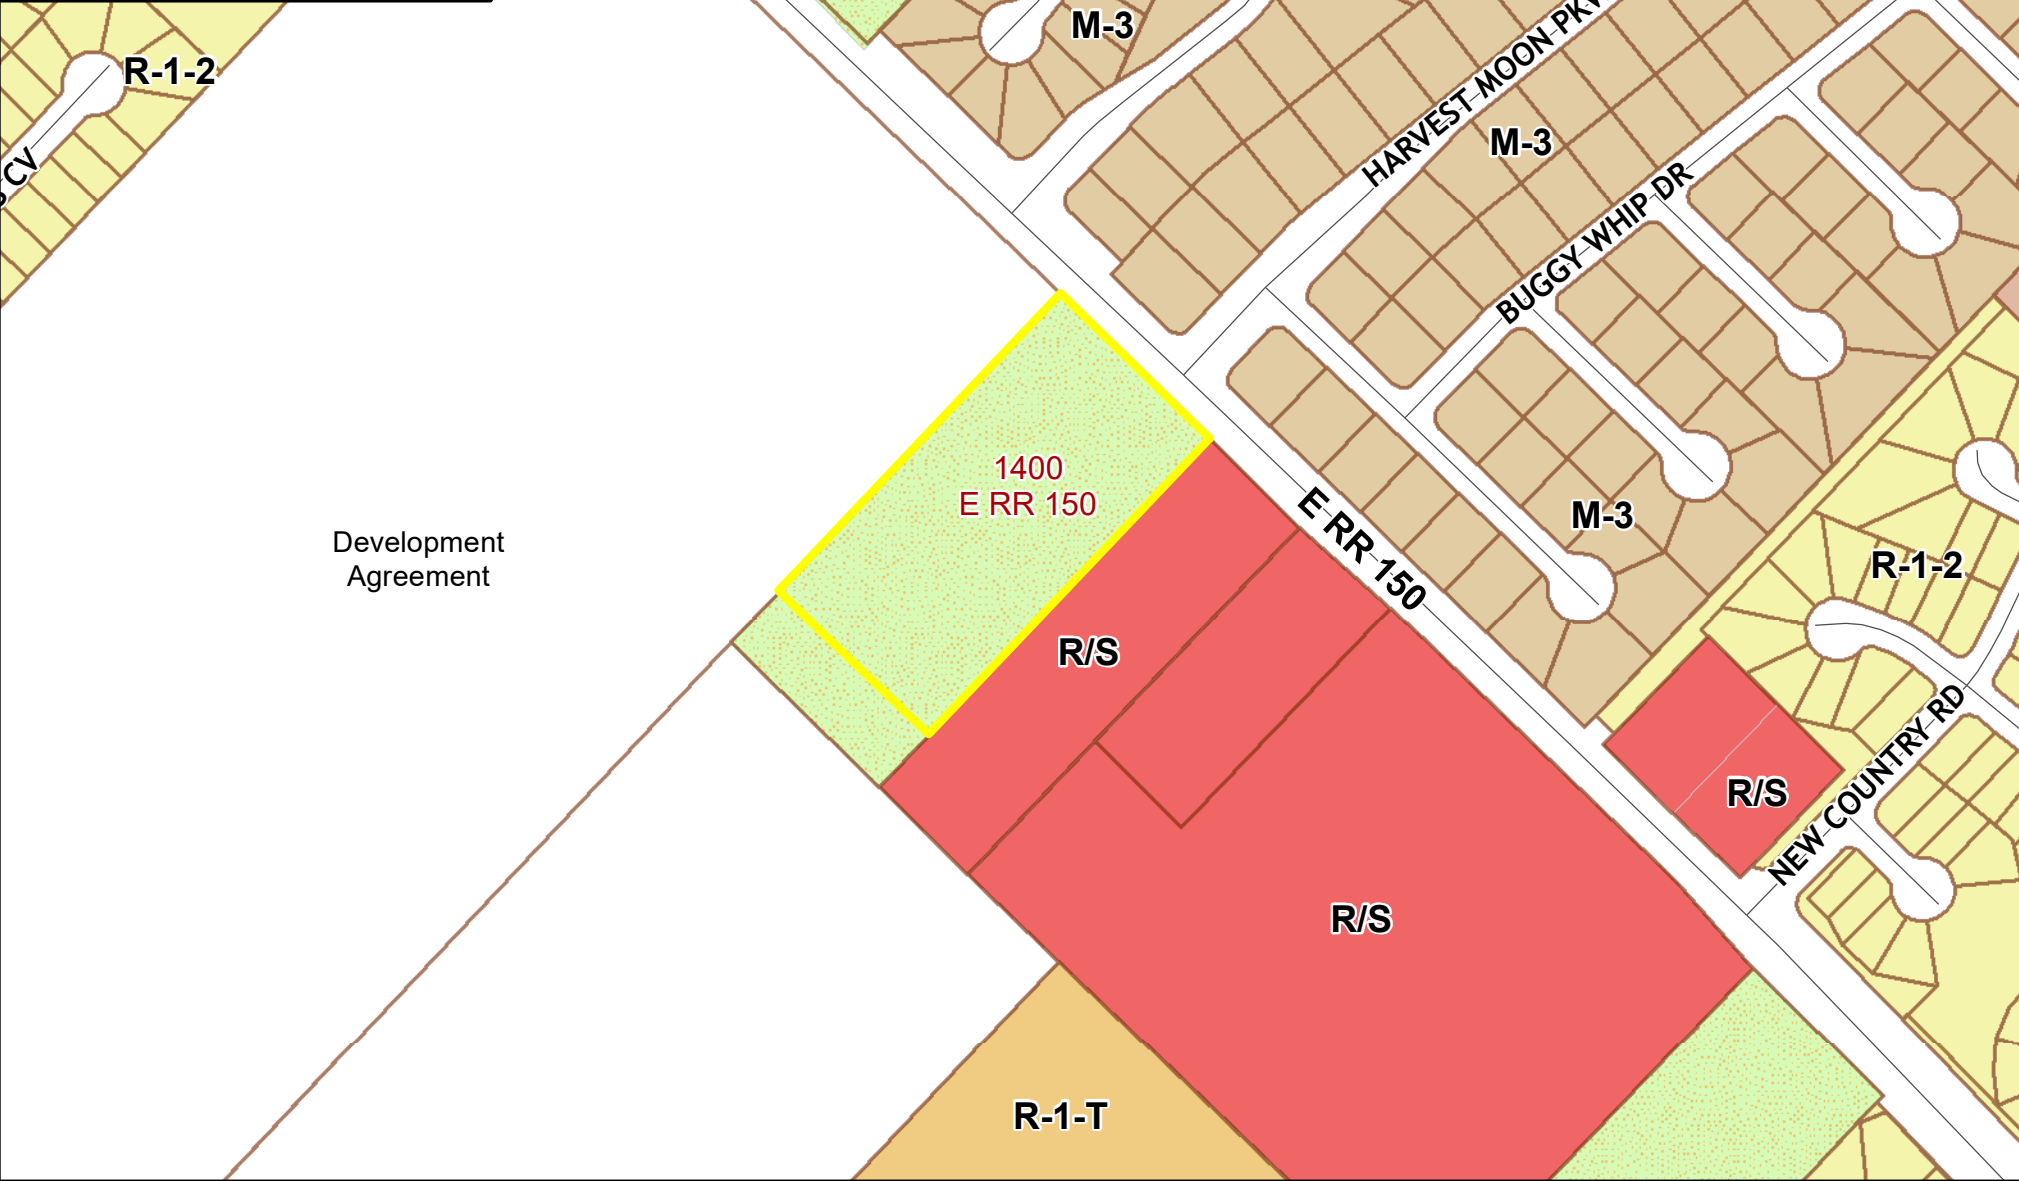 M-3
R-1-2
HARVEST MOON PKW
M-3
CV
BUGGY WHIP DR
1400
E RR 150
Development
Agreement
E RR 150
M-3
R-1-2
R/S
NEW COUNTRY RD
R/S
R/S
R-1-T